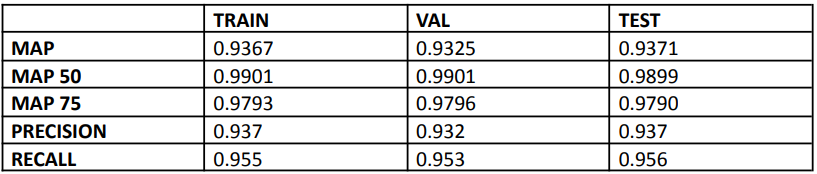 TRAIN VAL TEST
MAP 0.9367 0.9325 0.9371
MAP 50 0.9901 0.9901 0.9899
MAP 75 0.9793 0.9796 0.9790
PRECISION 0.937 0.932 0.937
RECALL 0.955 0.953 0.956